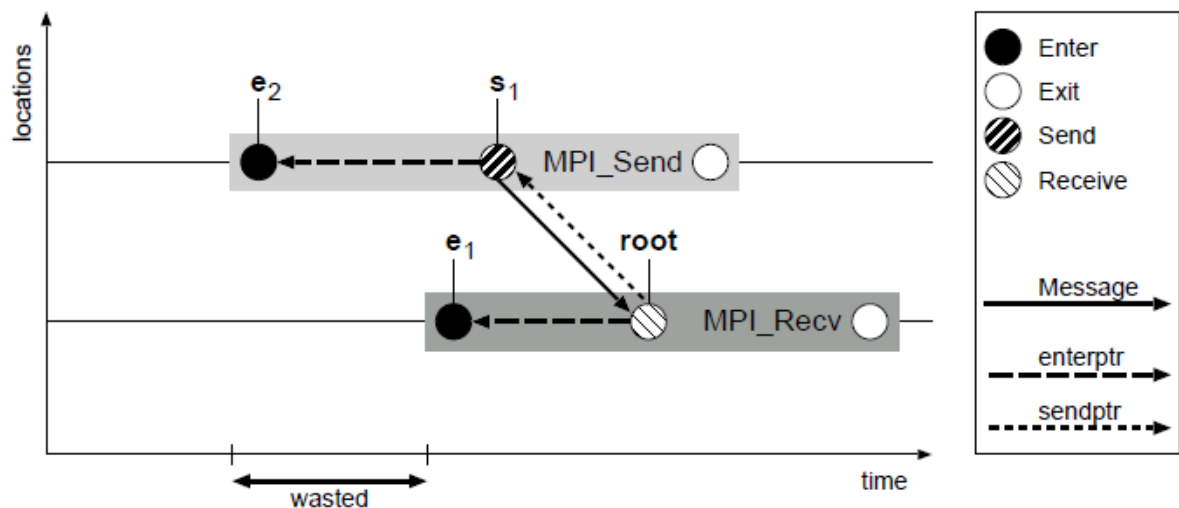 locations
e2
s1
MPI_Send
e1
root
MPI_Recv
wasted
time
Enter
Exit
Send
Receive
Message
enterptr
sendptr